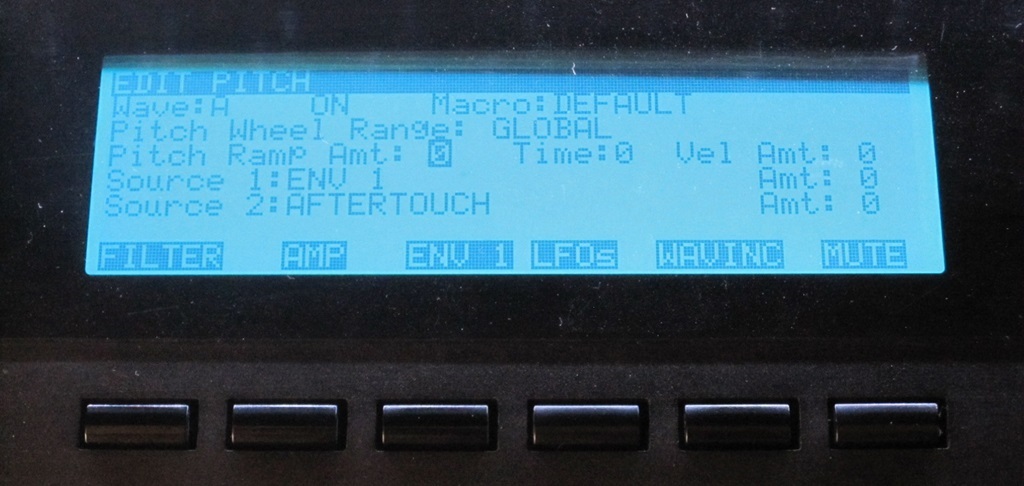 EDIT PITCH
Wave:A ON Macro:DEFAULT
Pitch Wheel Range: GLOBAL
Pitch Ramp Amt: 0 Time:0 Vel Amt: 0
Source 1:ENV 1 Amt: 0
Source 2:AFTERTOUCH Amt: 0
FILTER AMP ENV 1 LFOs WAVINC MUTE